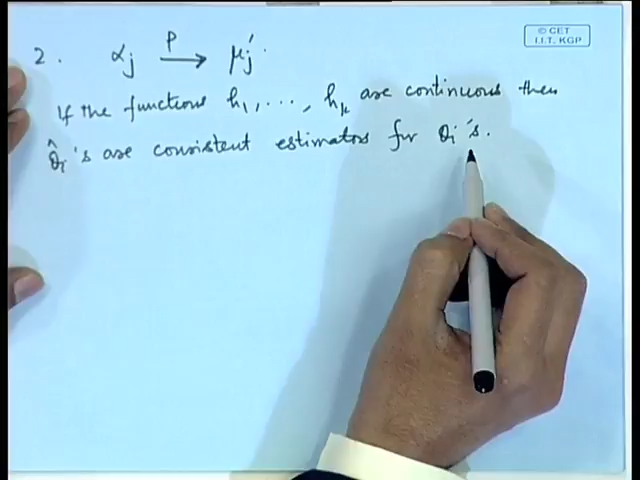 © CET
I.I.T. KGP
2. αj —P→ μj′.
If the functions h1, ..., hk are continuous then
θ̂i's are consistent estimators for θi's.